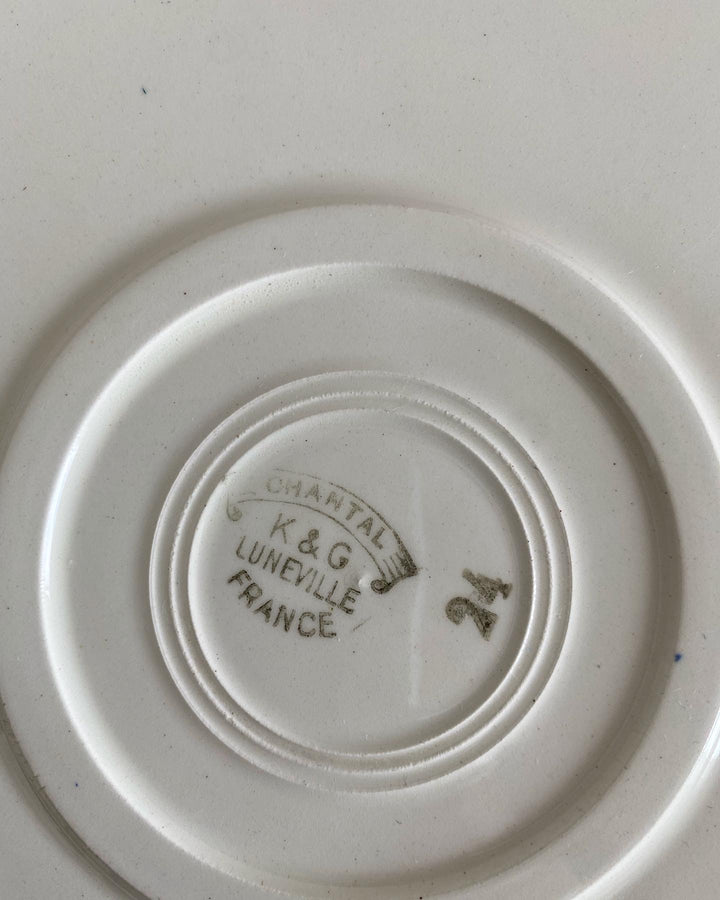 CHANTAL
K & G
LUNEVILLE
FRANCE
24